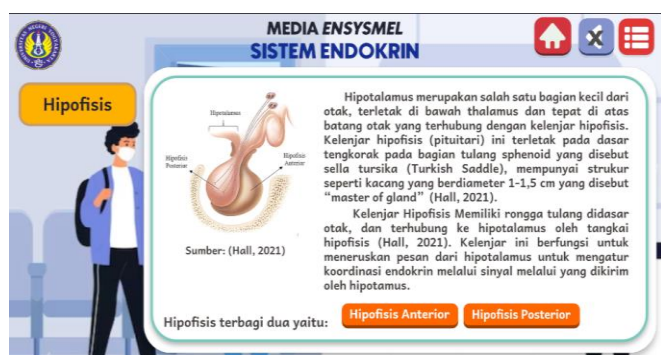 MEDIA ENSYSMEL
SISTEM ENDOKRIN
Hipofisis
Hipotalamus
Hipofisis
Posterior
Hipofisis
Anterior
Sumber: (Hall, 2021)
Hipotalamus merupakan salah satu bagian kecil dari
otak, terletak di bawah thalamus dan tepat di atas
batang otak yang terhubung dengan kelenjar hipofisis.
Kelenjar hipofisis (pituitari) ini terletak pada dasar
tengkorak pada bagian tulang sphenoid yang disebut
sella tursika (Turkish Saddle), mempunyai strukur
seperti kacang yang berdiameter 1-1,5 cm yang disebut
“master of gland” (Hall, 2021).
Kelenjar Hipofisis Memiliki rongga tulang didasar
otak, dan terhubung ke hipotalamus oleh tangkai
hipofisis (Hall, 2021). Kelenjar ini berfungsi untuk
meneruskan pesan dari hipotalamus untuk mengatur
koordinasi endokrin melalui sinyal melalui yang dikirim
oleh hipotamus.
Hipofisis terbagi dua yaitu:
Hipofisis Anterior
Hipofisis Posterior